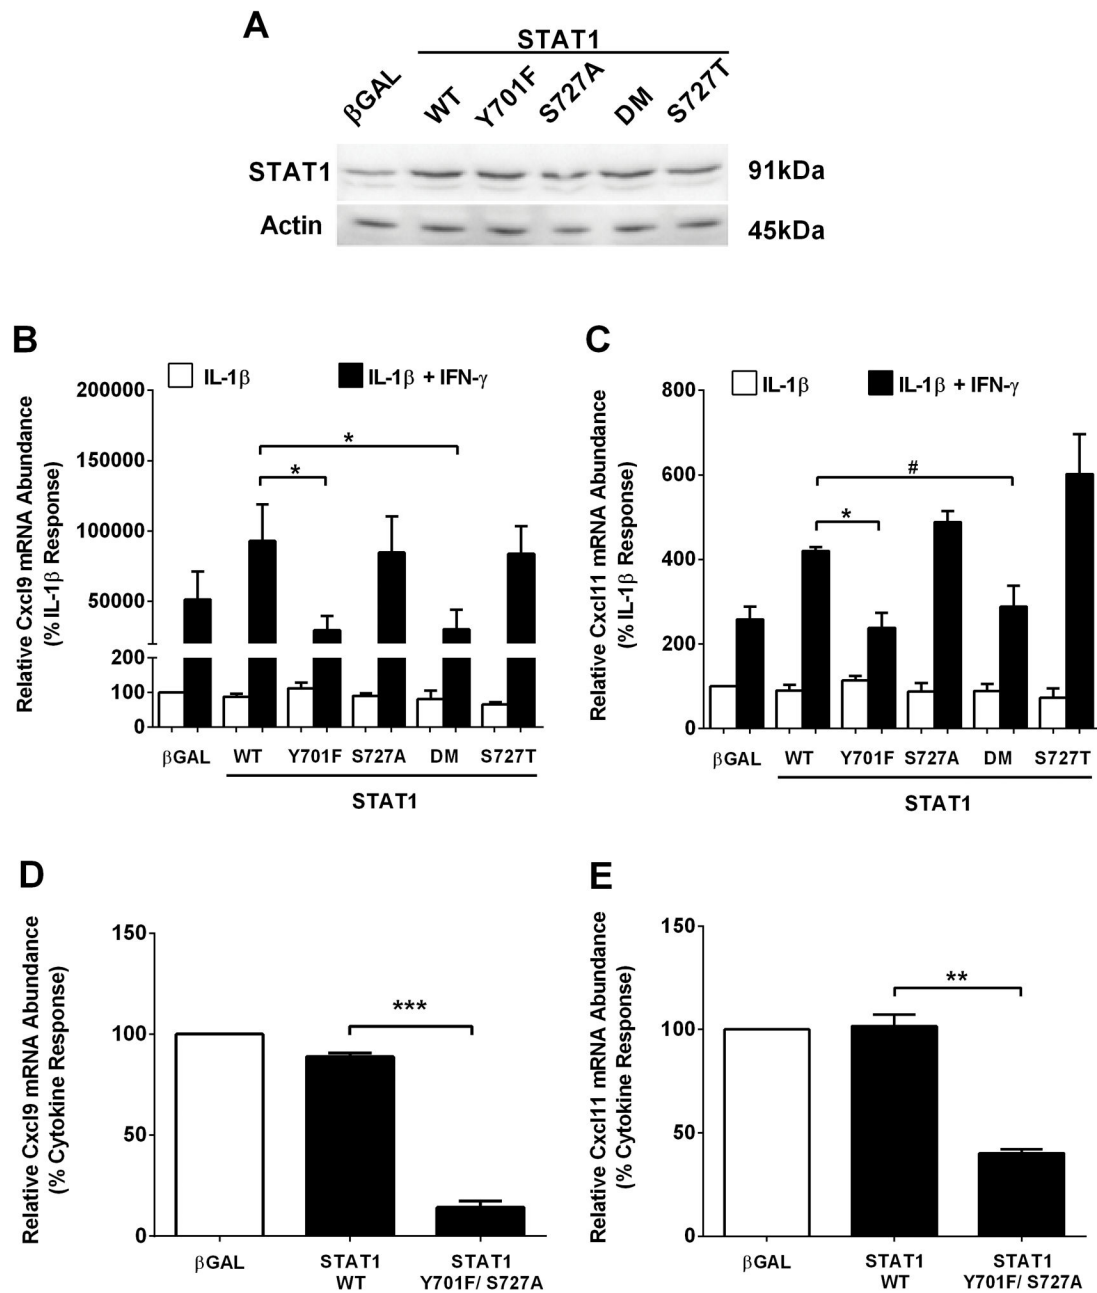 A
STAT1
βGAL WT Y701F S727A DM S727T
STAT1 91kDa
Actin 45kDa
B
IL-1β IL-1β + IFN-γ
Relative Cxcl9 mRNA Abundance
(% IL-1β Response)
200000
150000
100000
50000
200
100
0
* 
*
βGAL WT Y701F S727A DM S727T
STAT1
C
IL-1β IL-1β + IFN-γ
Relative Cxcl11 mRNA Abundance
(% IL-1β Response)
800
600
400
200
0
#
*
βGAL WT Y701F S727A DM S727T
STAT1
D
Relative Cxcl9 mRNA Abundance
(% Cytokine Response)
150
100
50
0
***
βGAL STAT1 STAT1
WT Y701F/ S727A
E
Relative Cxcl11 mRNA Abundance
(% Cytokine Response)
150
100
50
0
**
βGAL STAT1 STAT1
WT Y701F/ S727A